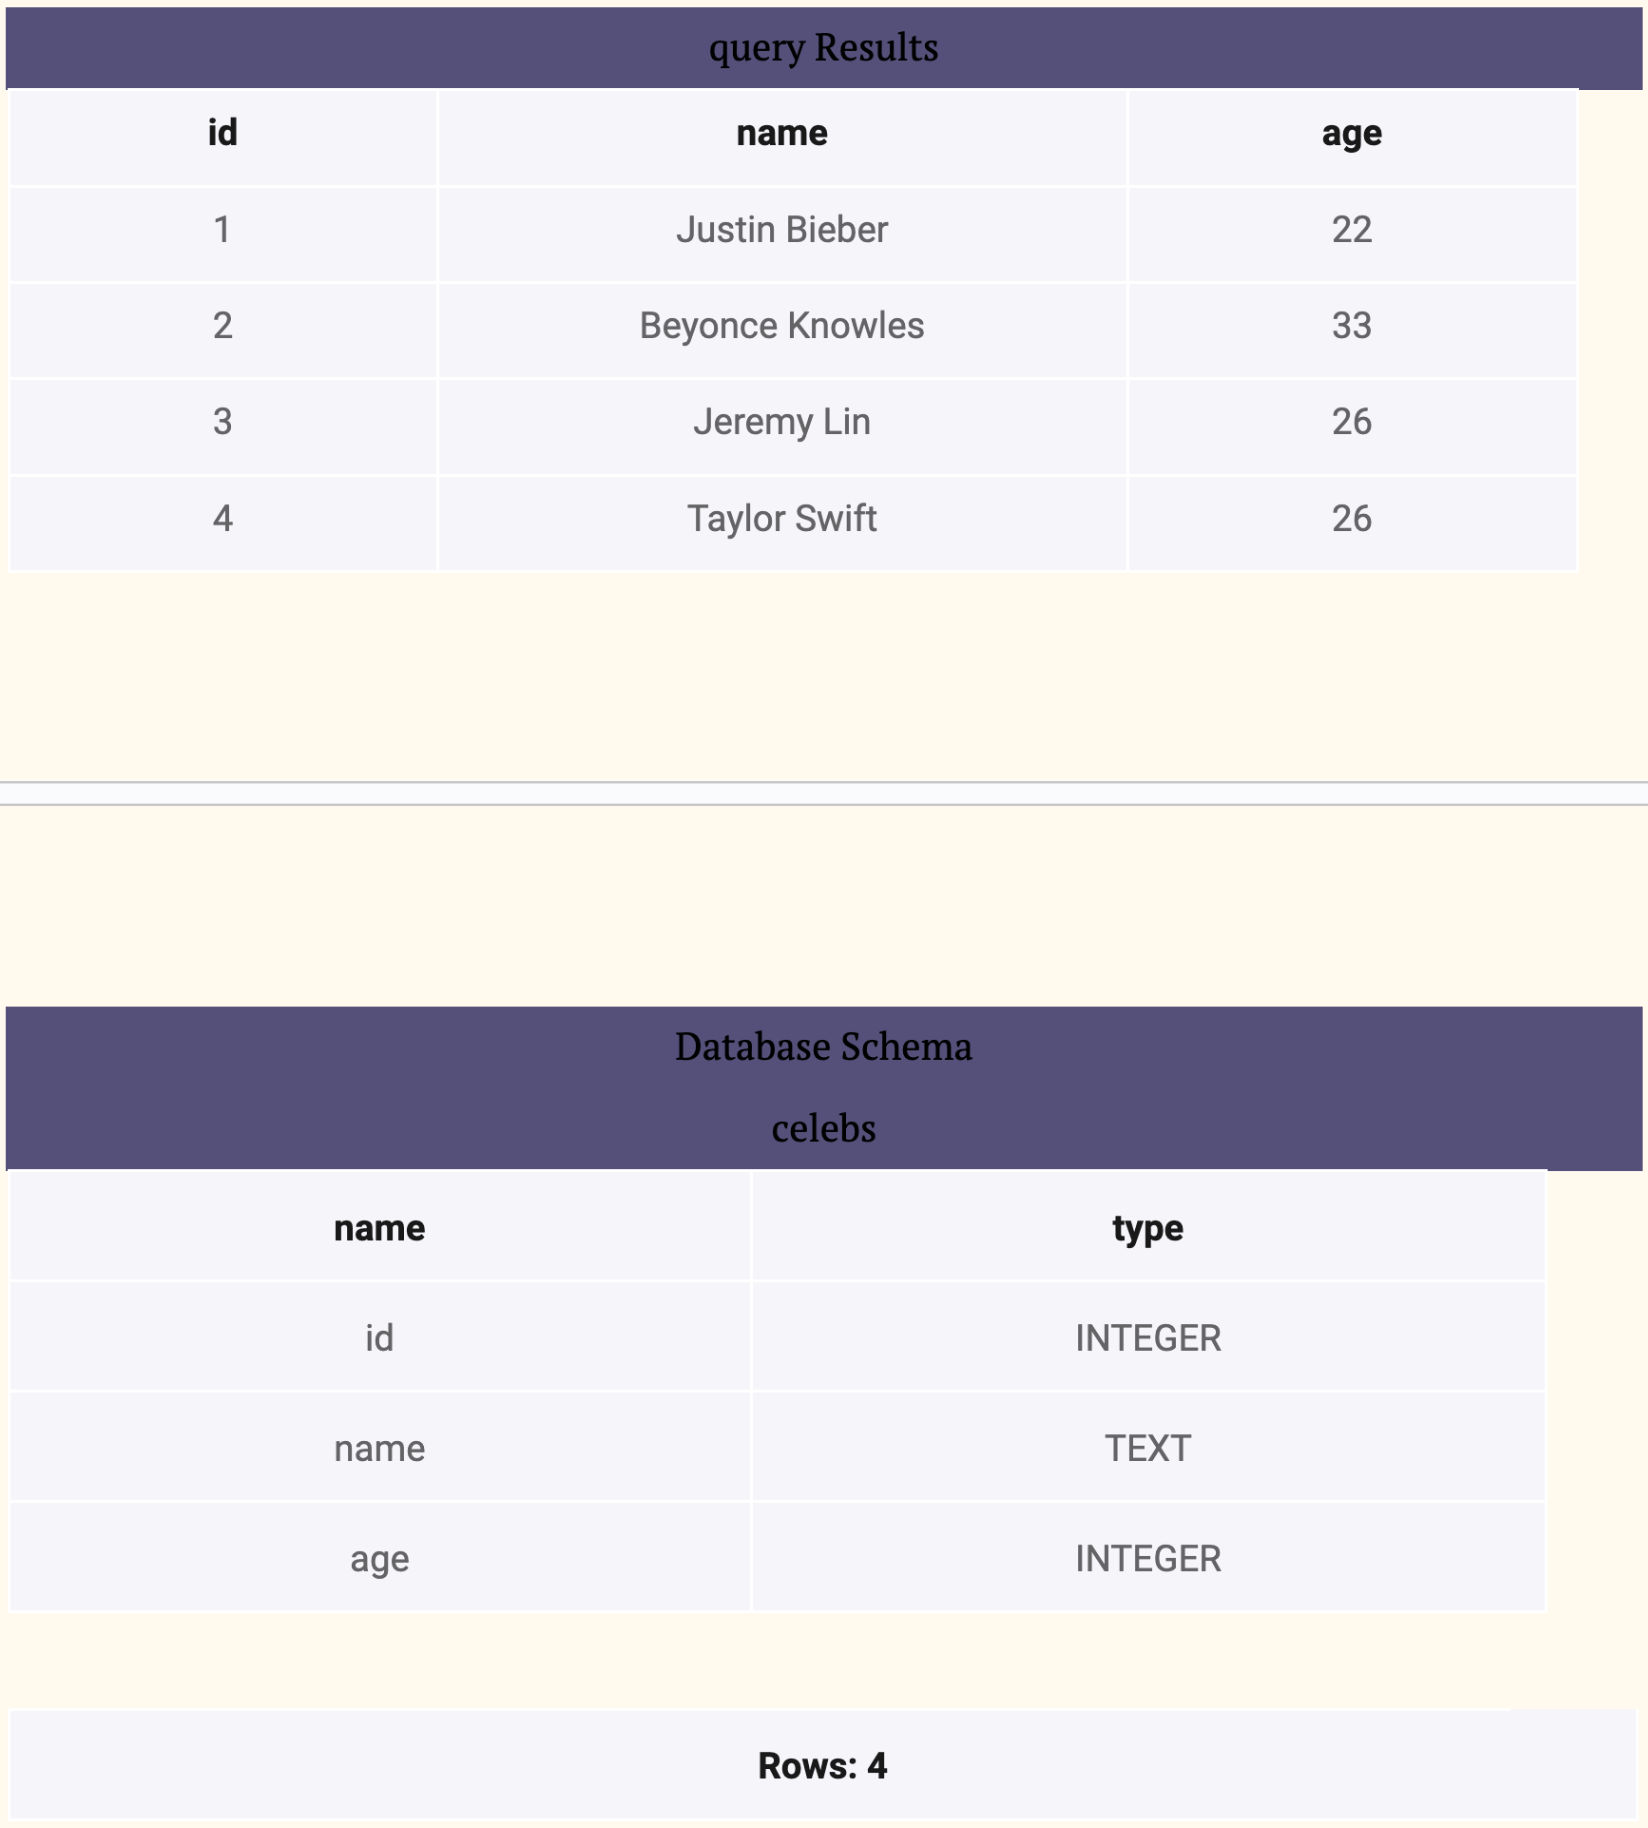 query Results
id name age
1 Justin Bieber 22
2 Beyonce Knowles 33
3 Jeremy Lin 26
4 Taylor Swift 26
Database Schema
celebs
name type
id INTEGER
name TEXT
age INTEGER
Rows: 4